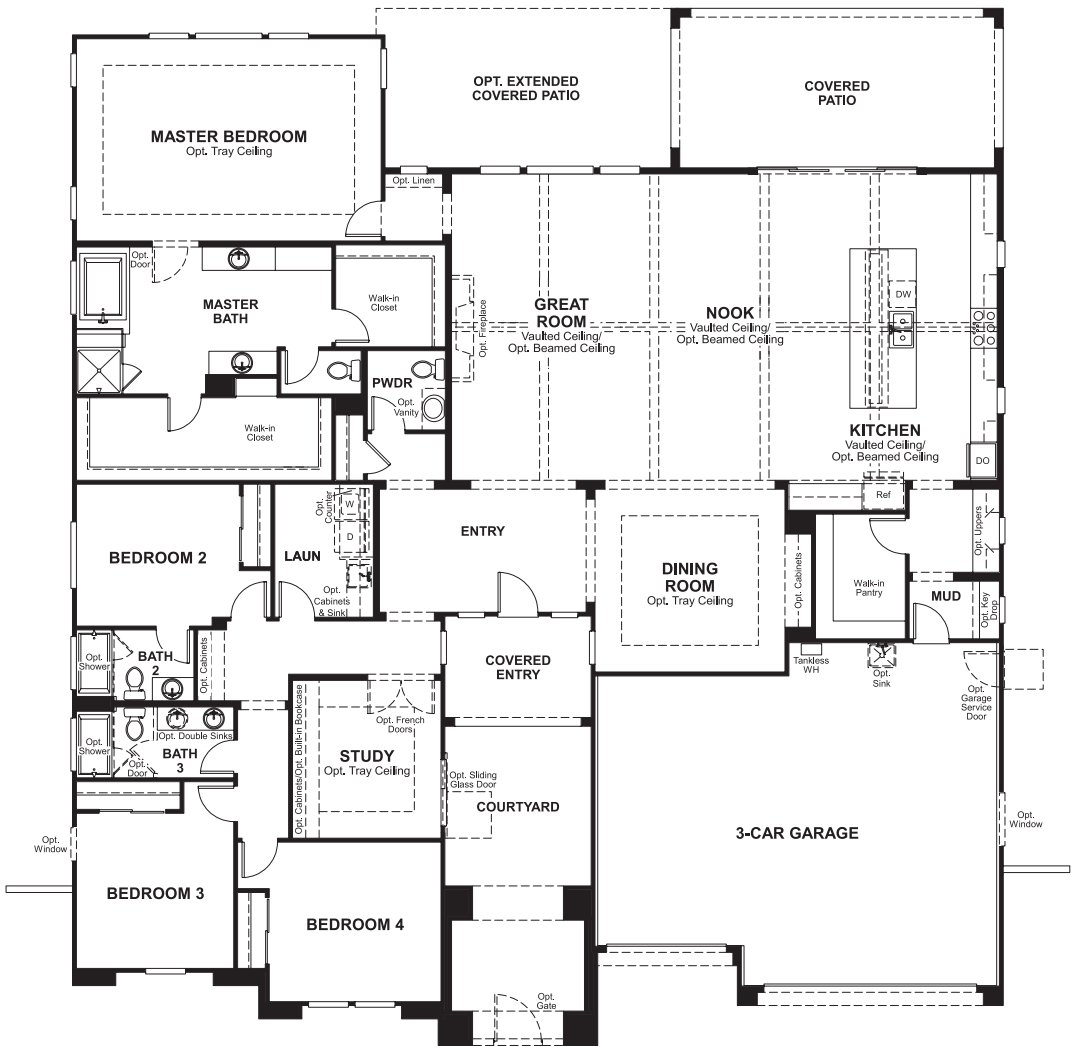 OPT. EXTENDED
COVERED PATIO
COVERED
PATIO
MASTER BEDROOM
Opt. Tray Ceiling
Opt. Linen
Opt.
Door
MASTER
BATH
Walk-in
Closet
Opt. Fireplace
GREAT
ROOM
Vaulted Ceiling/
Opt. Beamed Ceiling
NOOK
Vaulted Ceiling/
Opt. Beamed Ceiling
DW
PWDR
Opt.
Vanity
Walk-in
Closet
KITCHEN
Vaulted Ceiling/
Opt. Beamed Ceiling
DO
Ref
Opt.
Counter
W
D
LAUN
Opt.
Cabinets
& Sink
BEDROOM 2
ENTRY
DINING
ROOM
Opt. Tray Ceiling
Opt. Cabinets
Walk-in
Pantry
Opt. Uppers
MUD
Opt. Key
Drop
Opt.
Shower
BATH
2
Opt. Cabinets
COVERED
ENTRY
Tankless
WH
Opt.
Sink
Opt.
Garage
Service
Door
Opt.
Shower
Opt. Double Sinks
BATH
3
Opt.
Door
Opt. Cabinets/Opt. Built-in Bookcase
Opt. French
Doors
STUDY
Opt. Tray Ceiling
Opt. Sliding
Glass Door
COURTYARD
3-CAR GARAGE
Opt.
Window
Opt.
Window
BEDROOM 3
BEDROOM 4
Opt.
Gate